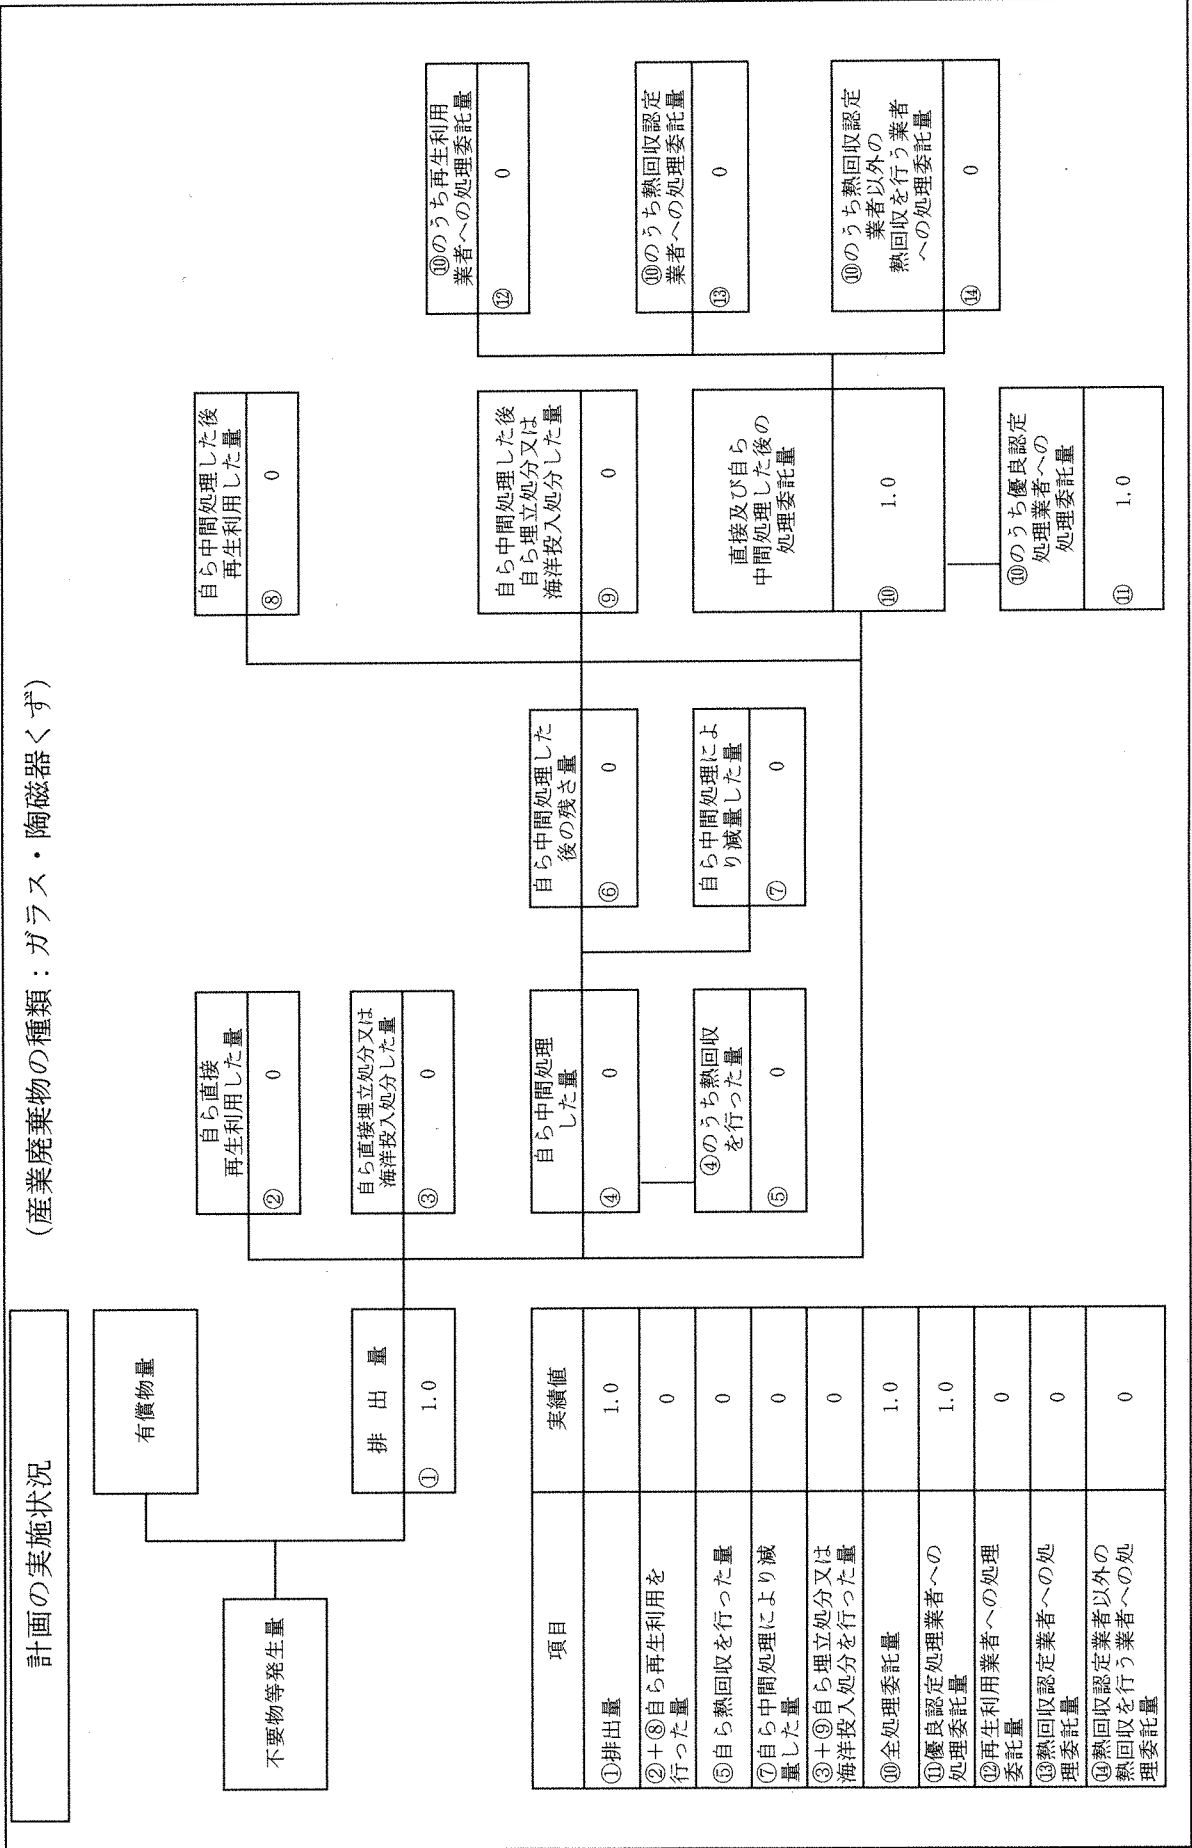 計画の実施状況
(産業廃棄物の種類：ガラス・陶磁器くず)
不要物等発生量
有償物量
排 出 量
① 1.0
自ら直接
再生利用した量
② 0
自ら直接埋立処分又は
海洋投入処分した量
③ 0
自ら中間処理
した量
④ 0
④のうち熱回収
を行った量
⑤ 0
自ら中間処理した
後の残さ量
⑥ 0
自ら中間処理によ
り減量した量
⑦ 0
自ら中間処理した後
再生利用した量
⑧ 0
自ら中間処理した後
自ら埋立処分又は
海洋投入処分した量
⑨ 0
直接及び自ら
中間処理した後の
処理委託量
⑩ 1.0
⑩のうち優良認定
処理業者への
処理委託量
⑪ 1.0
⑩のうち再生利用
業者への処理委託量
⑫ 0
⑩のうち熱回収認定
業者への処理委託量
⑬ 0
⑩のうち熱回収認定
業者以外の
熱回収を行う業者
への処理委託量
⑭ 0
項目 実績値
①排出量 1.0
②＋⑧自ら再生利用を
行った量 0
⑤自ら熱回収を行った量 0
⑦自ら中間処理により減
量した量 0
③＋⑨自ら埋立処分又は
海洋投入処分を行った量 0
⑩全処理委託量 1.0
⑪優良認定処理業者への
処理委託量 1.0
⑫再生利用業者への処理
委託量 0
⑬熱回収認定業者への処
理委託量 0
⑭熱回収認定業者以外の
熱回収を行う業者への処
理委託量 0